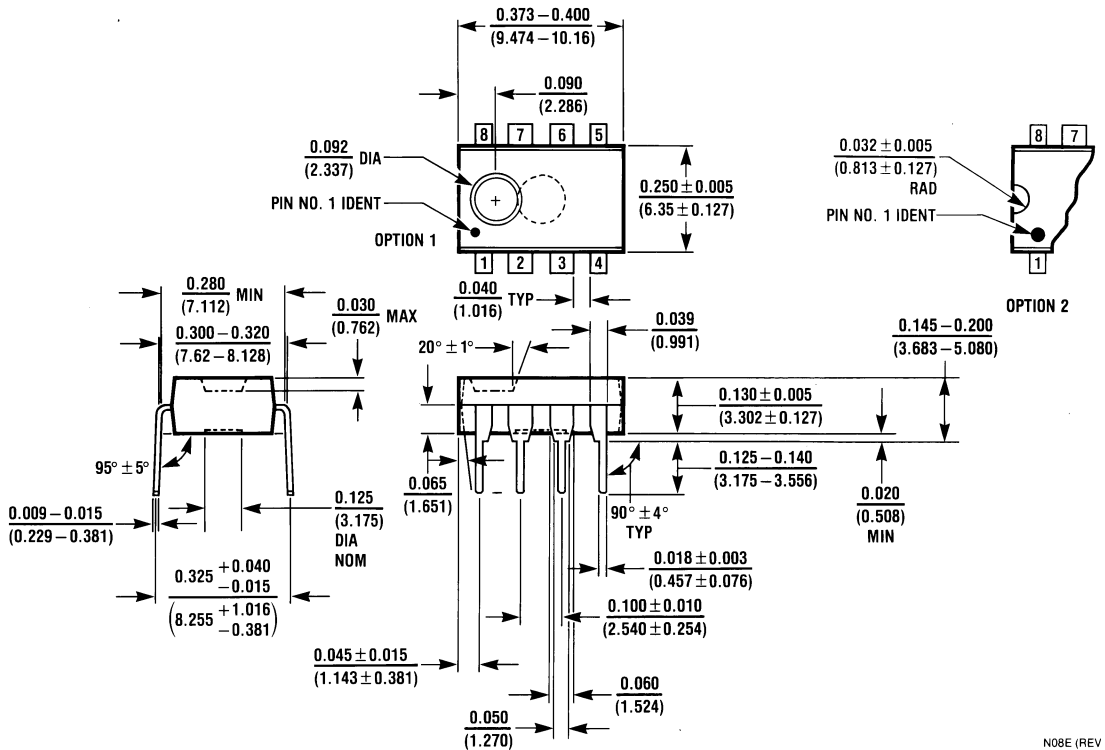 0.373 – 0.400
(9.474 – 10.16)
0.090
(2.286)
8 7 6 5
0.092 DIA
(2.337)
PIN NO. 1 IDENT
OPTION 1
0.250 ± 0.005
(6.35 ± 0.127)
1 2 3 4
8 7
0.032 ± 0.005
(0.813 ± 0.127)
RAD
PIN NO. 1 IDENT
1
OPTION 2
0.280 MIN
(7.112)
0.300 – 0.320
(7.62 – 8.128)
0.030 MAX
(0.762)
0.040 TYP
(1.016)
0.039
(0.991)
0.145 – 0.200
(3.683 – 5.080)
20° ± 1°
0.130 ± 0.005
(3.302 ± 0.127)
95° ± 5°
0.065
(1.651)
0.125 – 0.140
(3.175 – 3.556)
0.020
(0.508)
MIN
90° ± 4°
TYP
0.009 – 0.015
(0.229 – 0.381)
0.125
(3.175)
DIA
NOM
0.018 ± 0.003
(0.457 ± 0.076)
0.325 +0.040
−0.015
(8.255 +1.016
−0.381)
0.100 ± 0.010
(2.540 ± 0.254)
0.045 ± 0.015
(1.143 ± 0.381)
0.060
(1.524)
0.050
(1.270)
N08E (REV